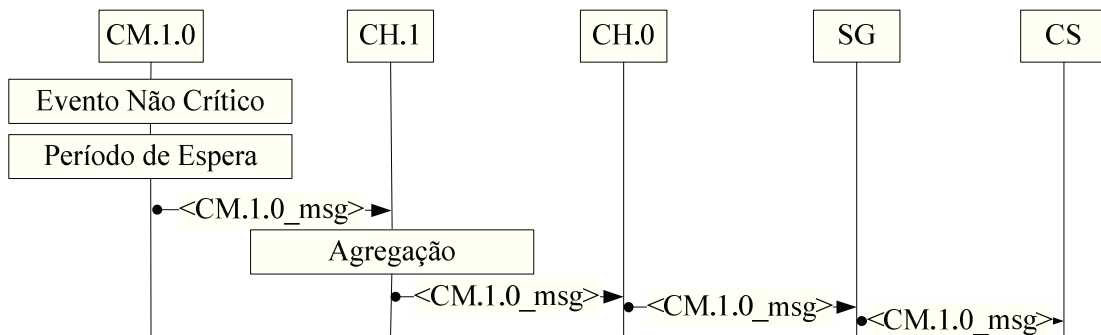 CM.1.0 CH.1 CH.0 SG CS
Evento Não Crítico
Período de Espera
<CM.1.0_msg>
Agregação
<CM.1.0_msg> <CM.1.0_msg> <CM.1.0_msg>